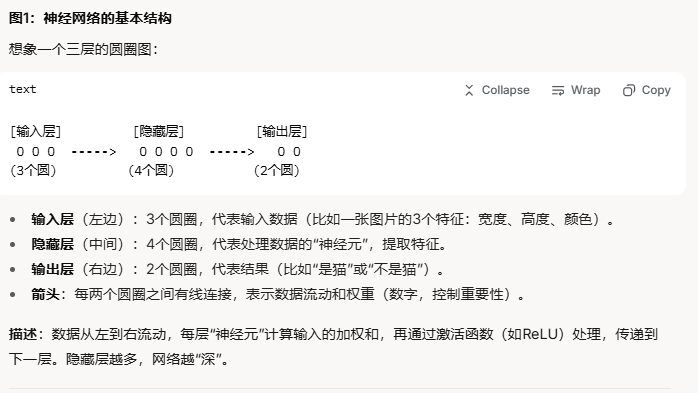 图1：神经网络的基本结构
想象一个三层的圆圈图：
text
Collapse Wrap Copy
[输入层] [隐藏层] [输出层]
O O O -----> O O O O -----> O O
(3个圆) (4个圆) (2个圆)
• 输入层（左边）：3个圆圈，代表输入数据（比如一张图片的3个特征：宽度、高度、颜色）。
• 隐藏层（中间）：4个圆圈，代表处理数据的“神经元”，提取特征。
• 输出层（右边）：2个圆圈，代表结果（比如“是猫”或“不是猫”）。
• 箭头：每两个圆圈之间有线连接，表示数据流动和权重（数字，控制重要性）。
描述：数据从左到右流动，每层“神经元”计算输入的加权和，再通过激活函数（如ReLU）处理，传递到
下一层。隐藏层越多，网络越“深”。